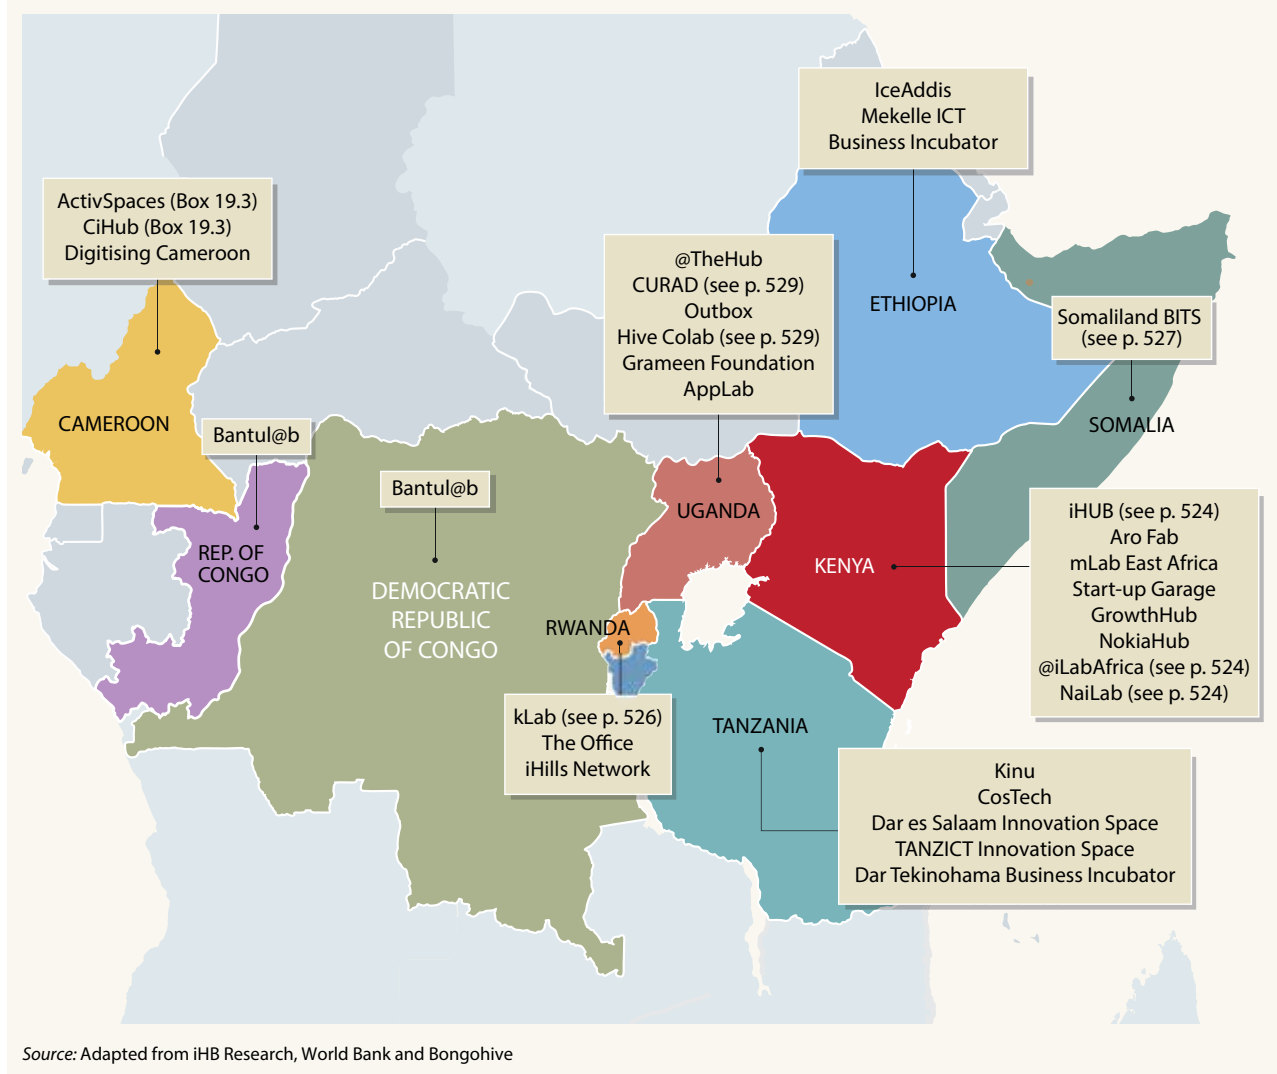 IceAddis
Mekelle ICT
Business Incubator
ActivSpaces (Box 19.3)
CiHub (Box 19.3)
Digitising Cameroon
@TheHub
CURAD (see p. 529)
Outbox
Hive Colab (see p. 529)
Grameen Foundation
AppLab
ETHIOPIA
Somaliland BITS
(see p. 527)
CAMEROON
Bantul@b
SOMALIA
Bantul@b
UGANDA
iHUB (see p. 524)
Aro Fab
mLab East Africa
Start-up Garage
GrowthHub
NokiaHub
@iLabAfrica (see p. 524)
NaiLab (see p. 524)
REP. OF
CONGO
KENYA
DEMOCRATIC
REPUBLIC
OF CONGO
RWANDA
kLab (see p. 526)
The Office
iHills Network
TANZANIA
Kinu
CosTech
Dar es Salaam Innovation Space
TANZICT Innovation Space
Dar Tekinohama Business Incubator
Source: Adapted from iHB Research, World Bank and Bongohive